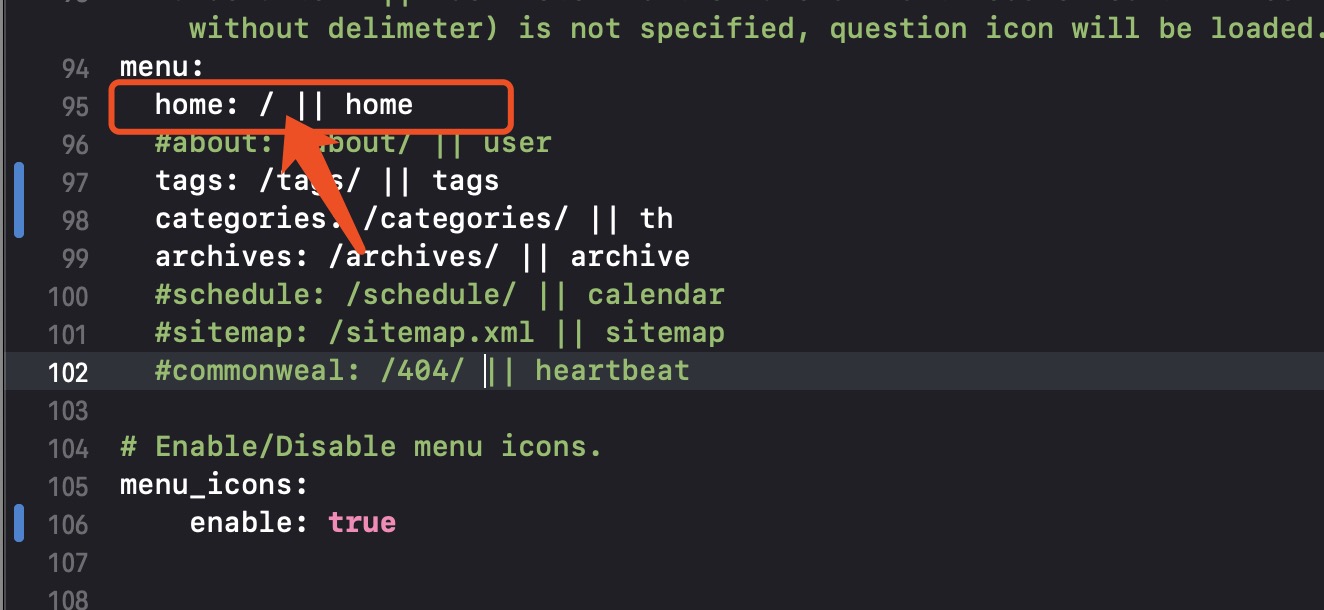 without delimeter) is not specified, question icon will be loaded.
94 menu:
95 home: / || home
96 #about: /about/ || user
97 tags: /tags/ || tags
98 categories: /categories/ || th
99 archives: /archives/ || archive
100 #schedule: /schedule/ || calendar
101 #sitemap: /sitemap.xml || sitemap
102 #commonweal: /404/ || heartbeat
103
104 # Enable/Disable menu icons.
105 menu_icons:
106 enable: true
107
108